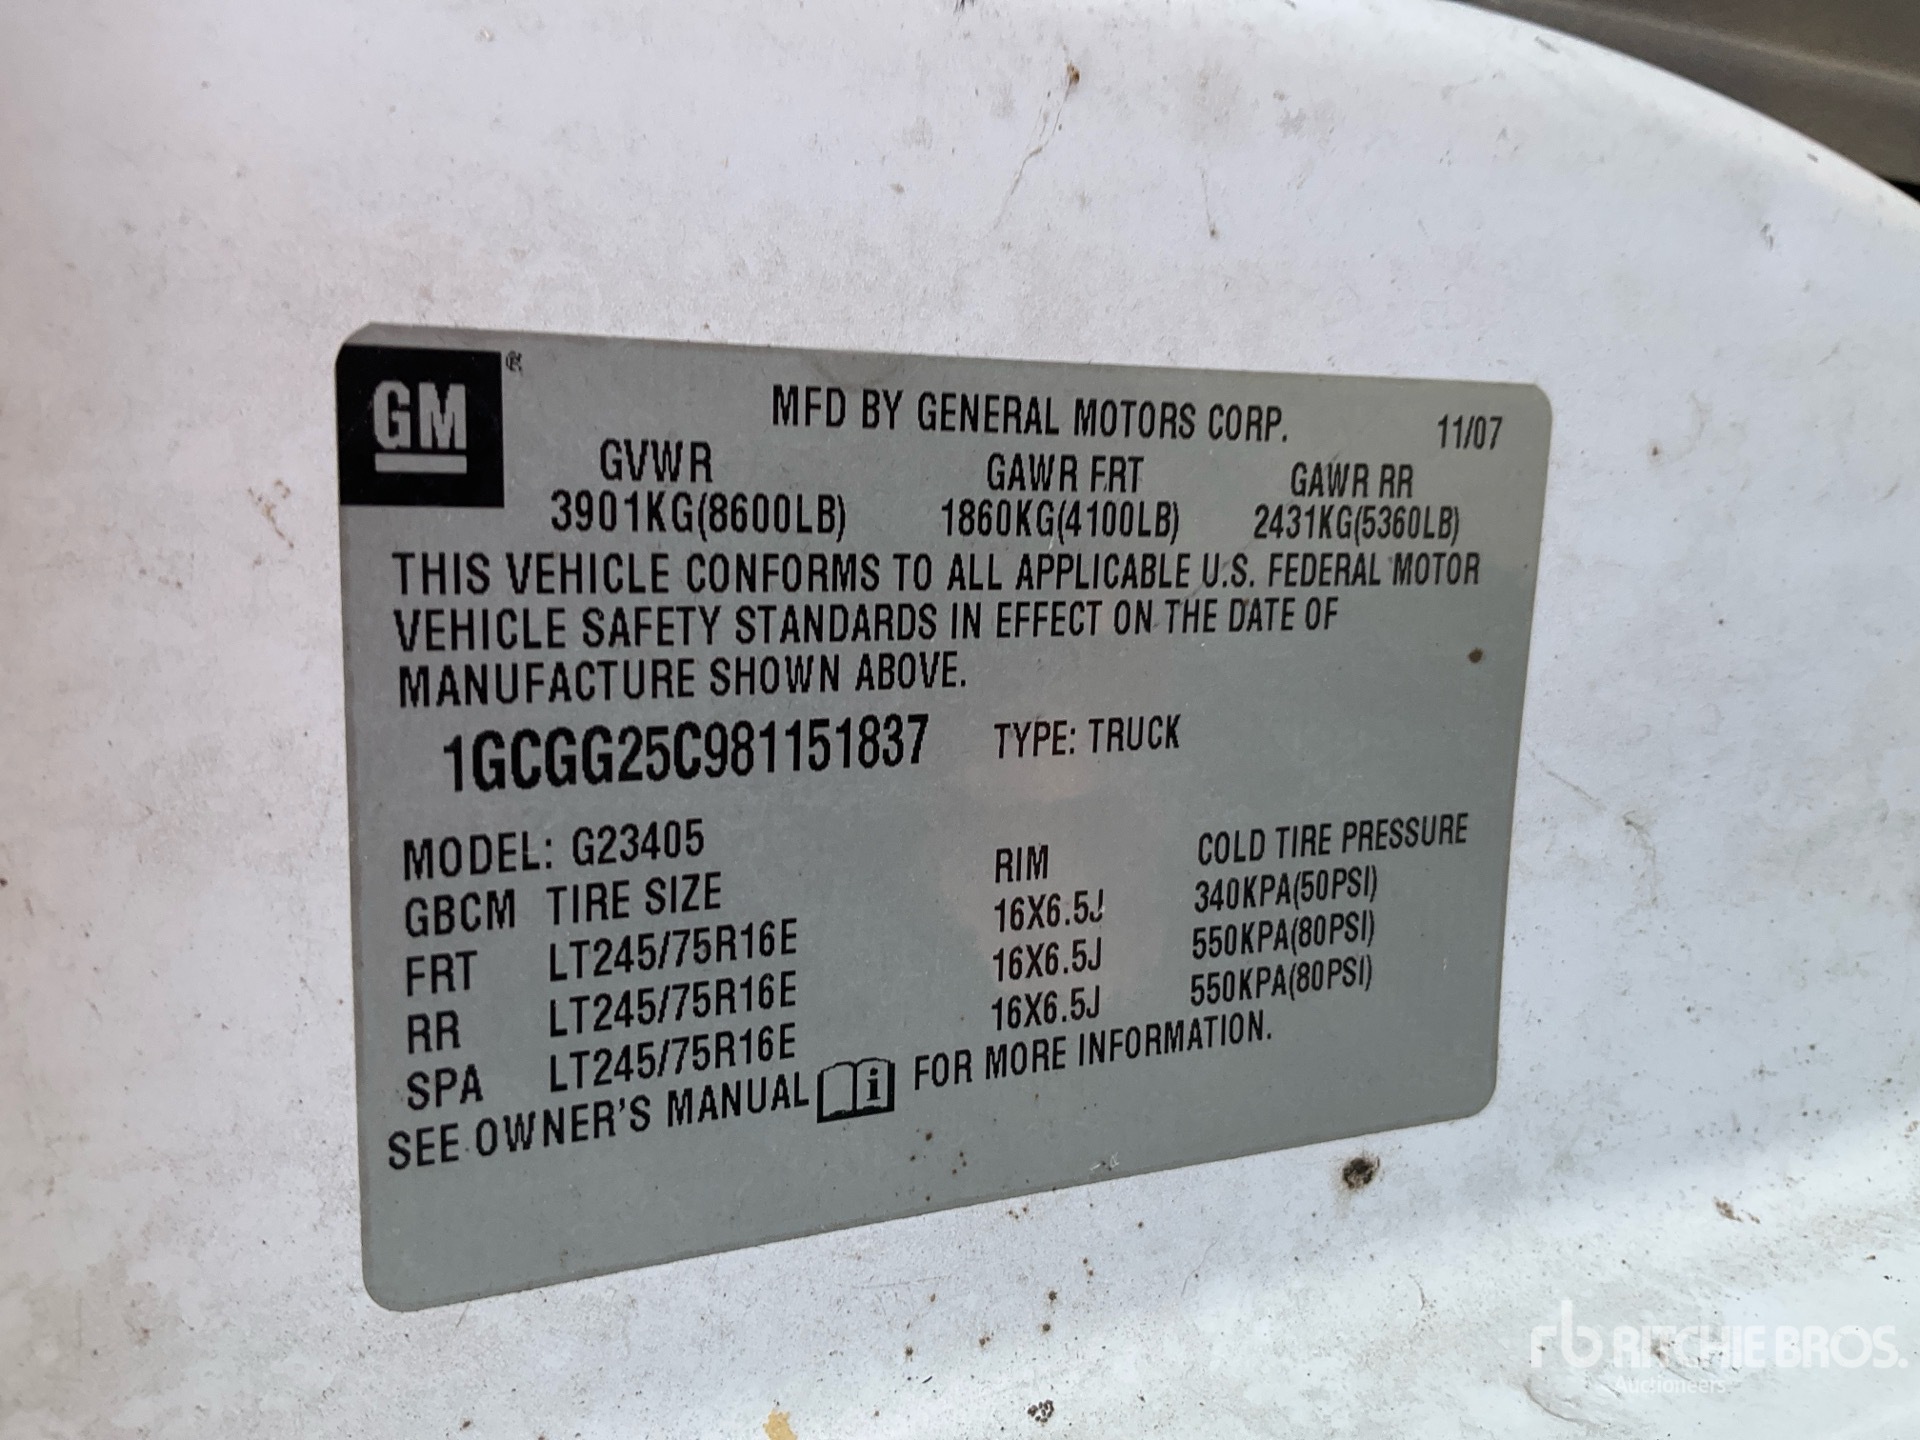 GM ®
MFD BY GENERAL MOTORS CORP. 11/07
GVWR GAWR FRT GAWR RR
3901KG(8600LB) 1860KG(4100LB) 2431KG(5360LB)
THIS VEHICLE CONFORMS TO ALL APPLICABLE U.S. FEDERAL MOTOR
VEHICLE SAFETY STANDARDS IN EFFECT ON THE DATE OF
MANUFACTURE SHOWN ABOVE.
1GCGG25C981151837 TYPE: TRUCK
MODEL: G23405
GBCM TIRE SIZE RIM COLD TIRE PRESSURE
FRT LT245/75R16E 16X6.5J 340KPA(50PSI)
RR LT245/75R16E 16X6.5J 550KPA(80PSI)
SPA LT245/75R16E 16X6.5J 550KPA(80PSI)
SEE OWNER'S MANUAL i FOR MORE INFORMATION.
rb RITCHIE BROS.
Auctioneers